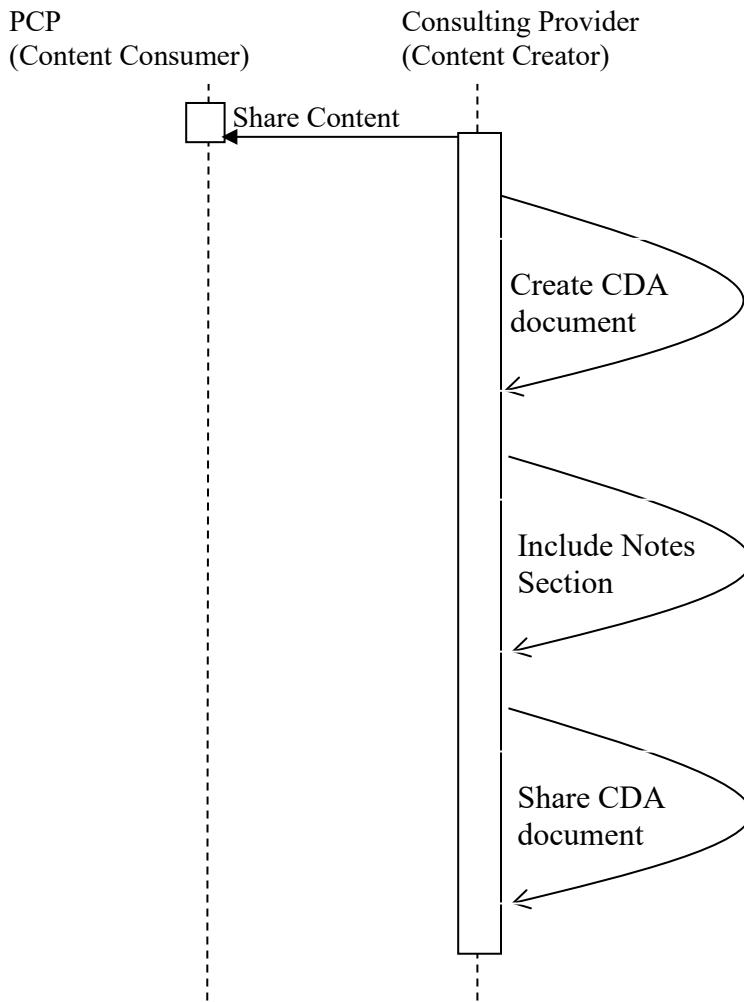 PCP
(Content Consumer)
Consulting Provider
(Content Creator)
Share Content
Create CDA
document
Include Notes
Section
Share CDA
document